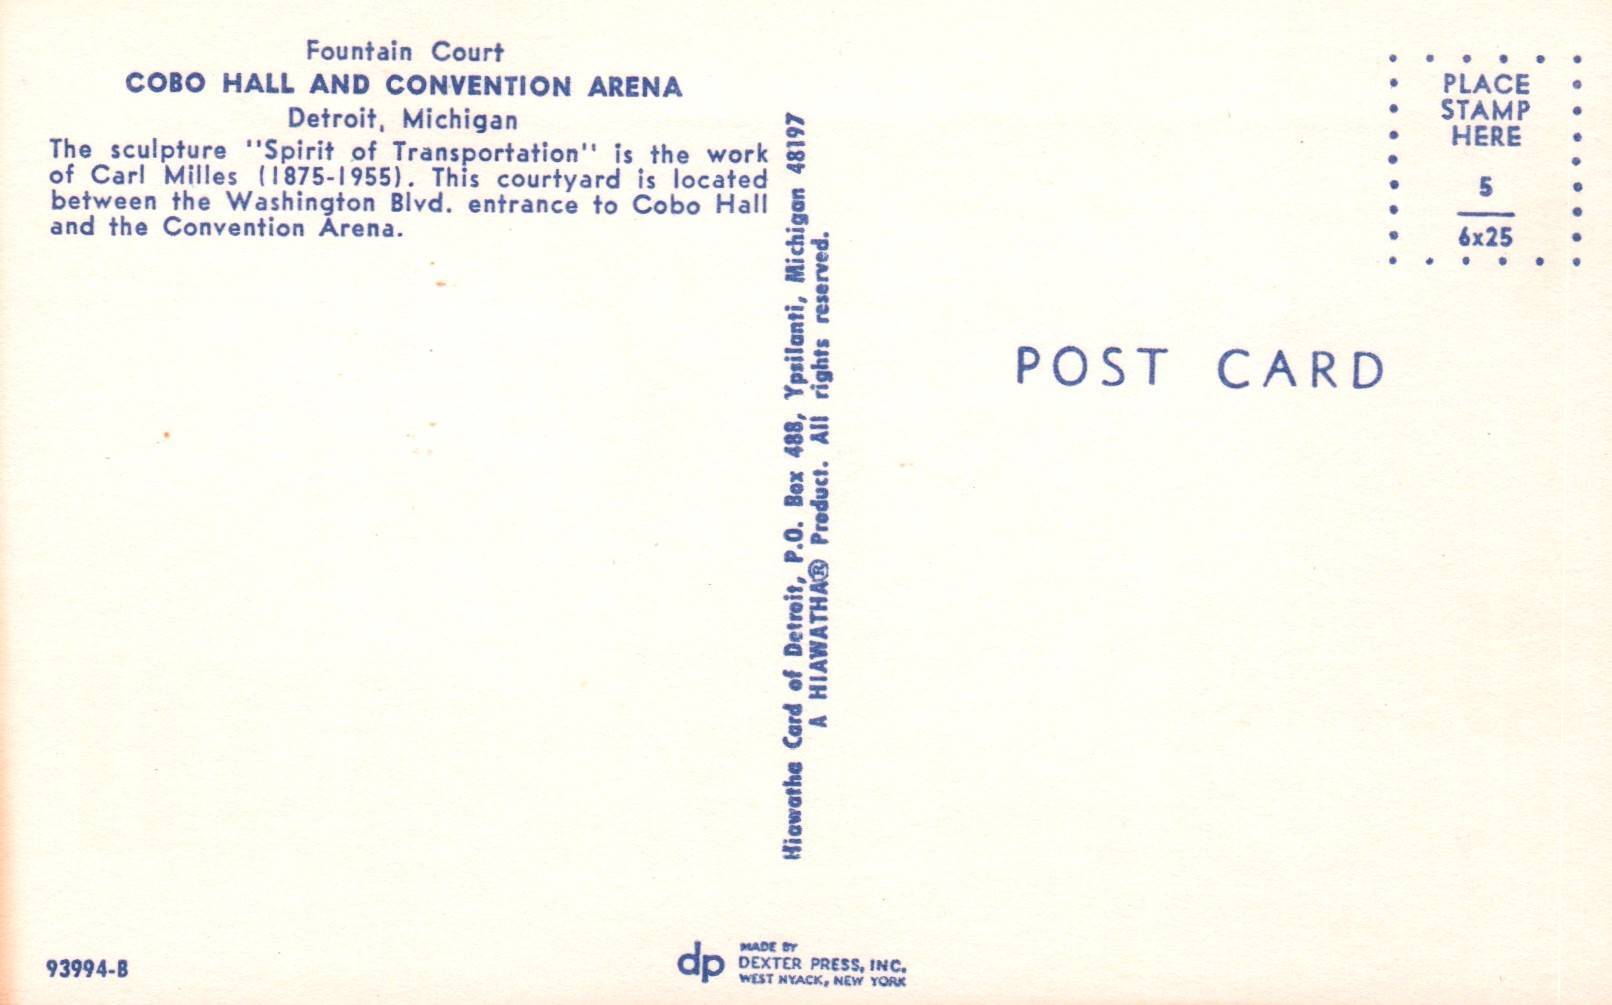 Fountain Court
COBO HALL AND CONVENTION ARENA
Detroit, Michigan
The sculpture "Spirit of Transportation" is the work
of Carl Milles (1875-1955). This courtyard is located
between the Washington Blvd. entrance to Cobo Hall
and the Convention Arena.
Hiawatha Card of Detroit, P.O. Box 488, Ypsilanti, Michigan 48197
A HIAWATHA® Product. All rights reserved.
PLACE
STAMP
HERE
5
6x25
POST CARD
93994-B
dp
MADE BY
DEXTER PRESS, INC.
WEST NYACK, NEW YORK